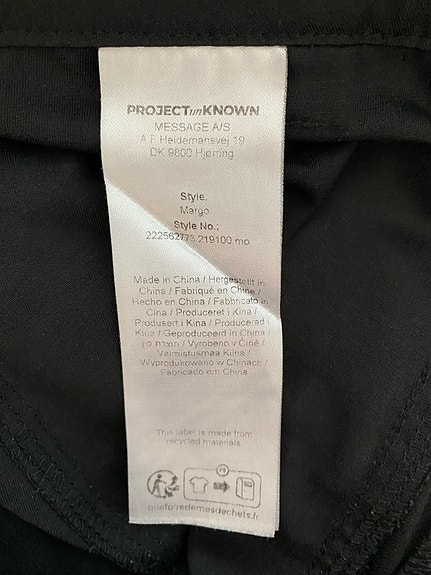 PROJECTunKNOWN
MESSAGE A/S
A.F. Heidemansvej 19
DK-9800 Hjørring
Style:
Margo
Style No.:
222562773 219100.mo
Made in China / Hergestellt in
China / Fabriqué en Chine /
Hecho en China / Fabbricato in
Cina / Produceret i Kina /
Produsert i Kina / Producerad i
Kina / Geproduceerd in China /
/ Vyrobeno v Číně /
Valmistusmaa Kiina /
Wyprodukowano w Chinach /
Fabricado em China
This label is made from
recycled materials
FR
quefairedemesdechets.fr